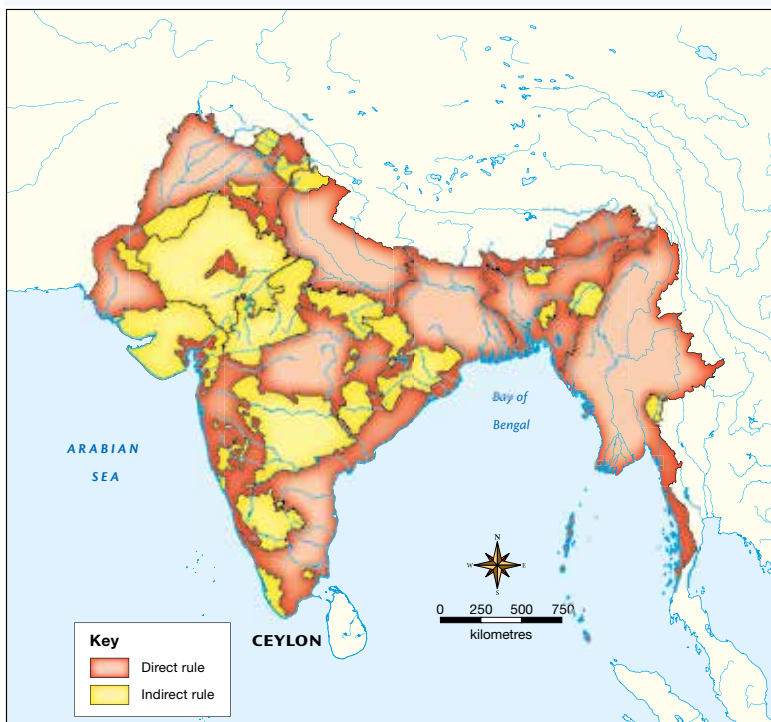 ARABIAN
SEA
Bay of
Bengal
N
W E
S
0 250 500 750
kilometres
CEYLON
Key
Direct rule
Indirect rule